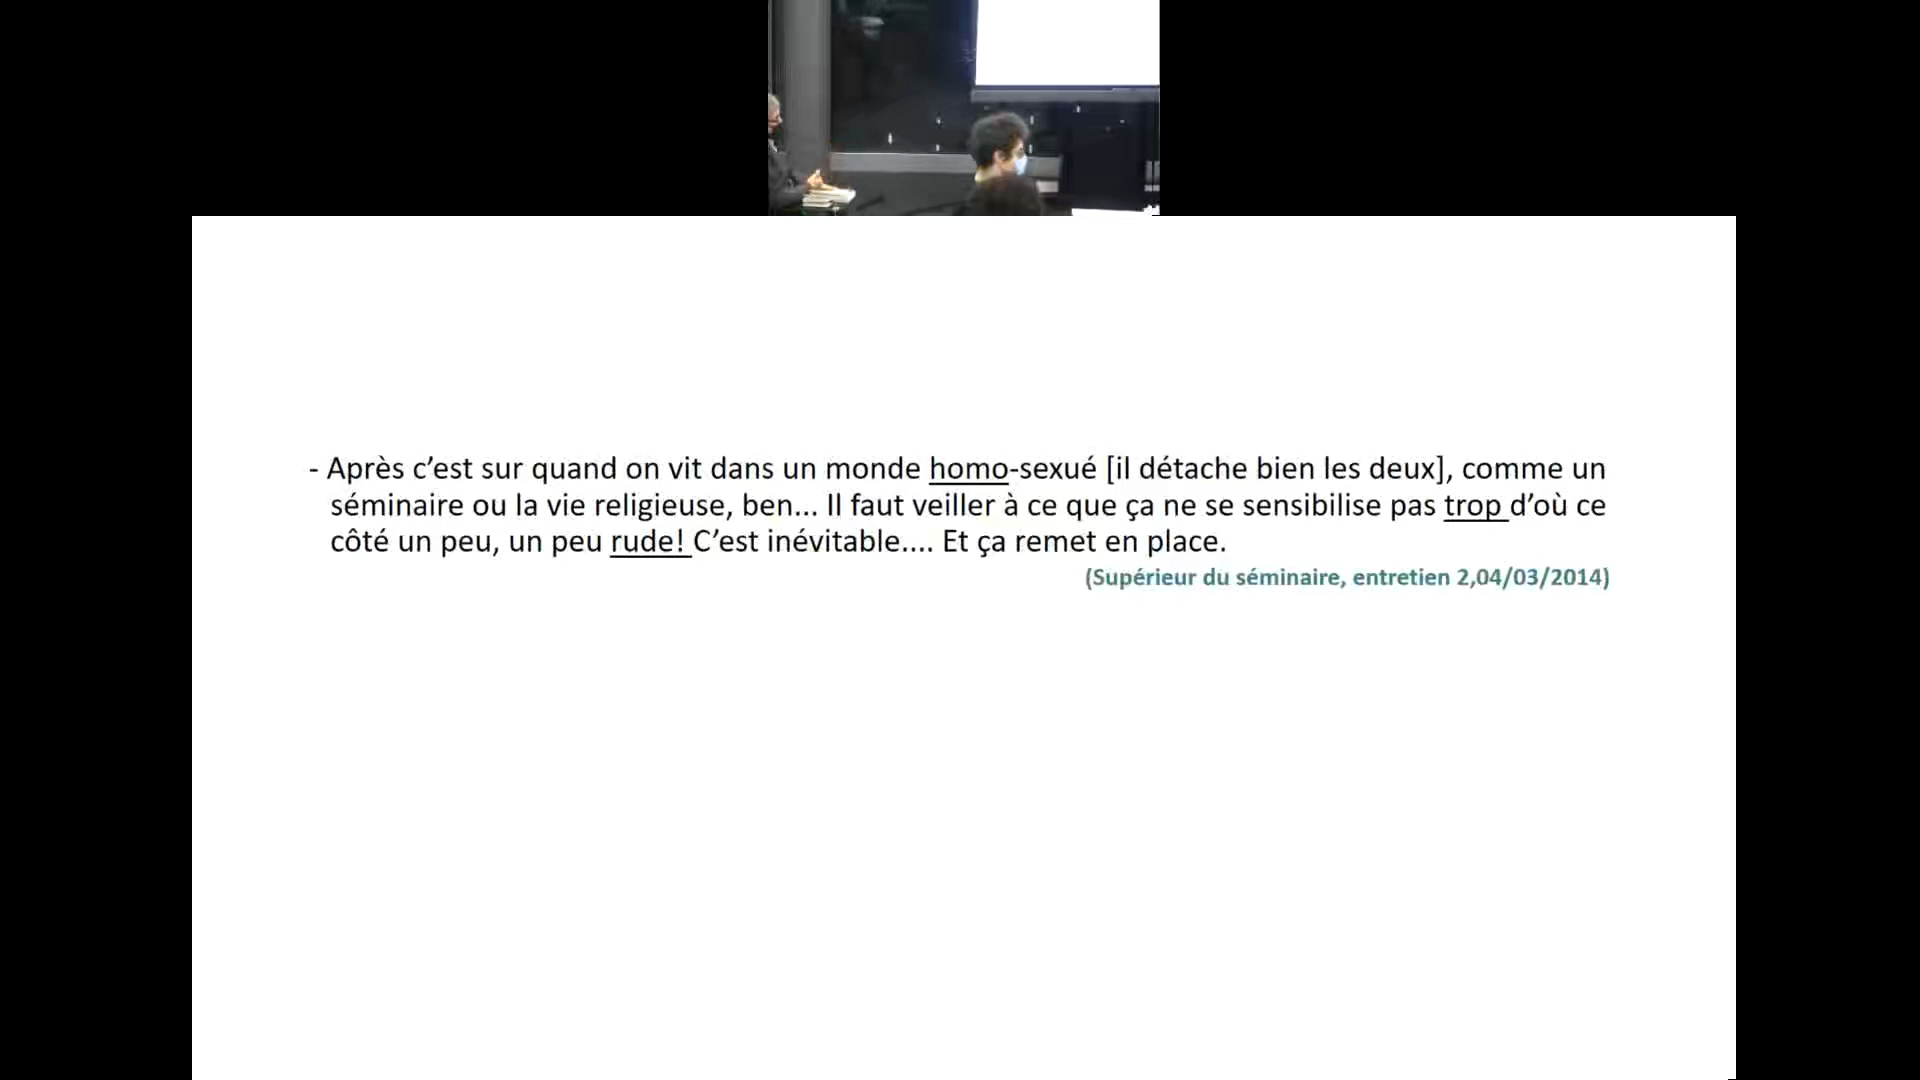 - Après c’est sur quand on vit dans un monde homo-sexué [il détache bien les deux], comme un
séminaire ou la vie religieuse, ben... Il faut veiller à ce que ça ne se sensibilise pas trop d’où ce
côté un peu, un peu rude! C’est inévitable.... Et ça remet en place.
(Supérieur du séminaire, entretien 2,04/03/2014)